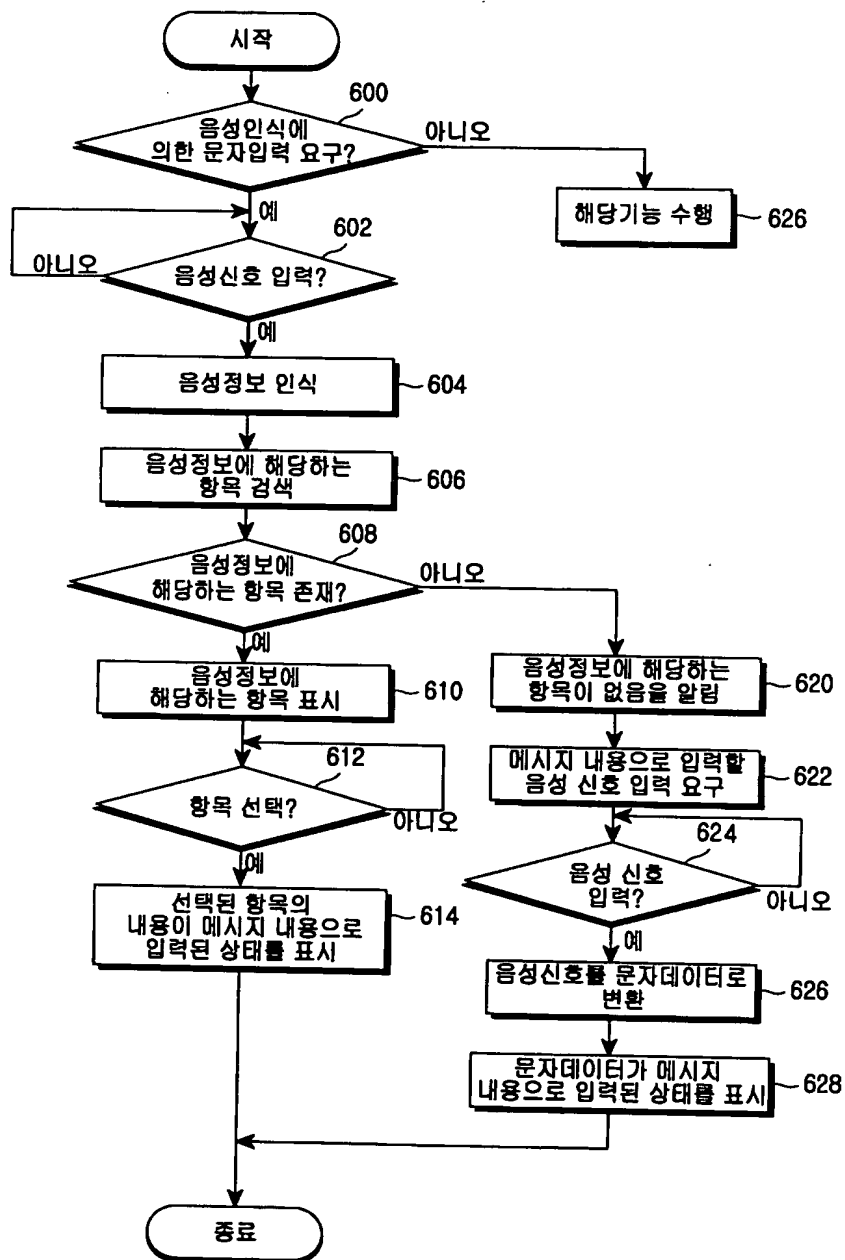 시작
600
음성인식에
의한 문자입력 요구?
아니오
예
해당기능 수행
626
602
음성신호 입력?
아니오
예
음성정보 인식
604
음성정보에 해당하는
항목 검색
606
608
음성정보에
해당하는 항목 존재?
아니오
예
음성정보에
해당하는 항목 표시
610
612
항목 선택?
아니오
예
선택된 항목의
내용이 메시지 내용으로
입력된 상태를 표시
614
음성정보에 해당하는
항목이 없음을 알림
620
메시지 내용으로 입력할
음성 신호 입력 요구
622
624
음성 신호
입력?
아니오
예
음성신호를 문자데이터로
변환
626
문자데이터가 메시지
내용으로 입력된 상태를 표시
628
종료